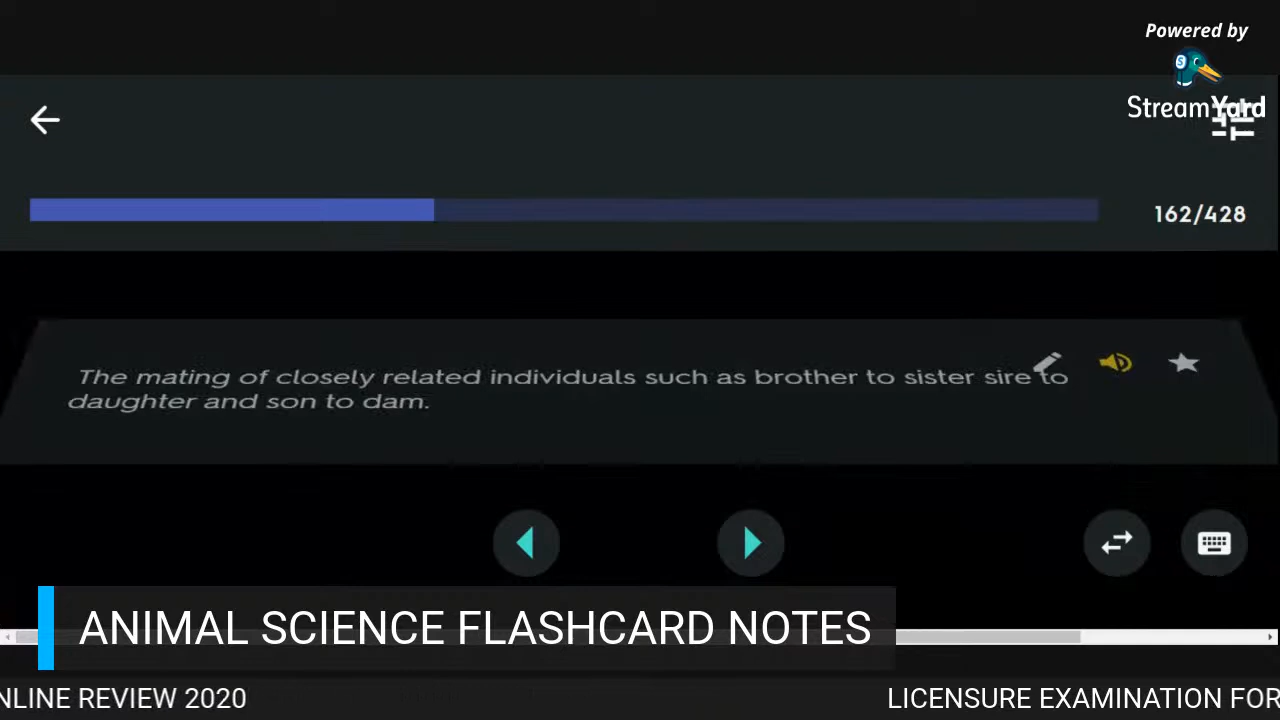 Powered by
StreamYard
162/428
The mating of closely related individuals such as brother to sister sire to
daughter and son to dam.
ANIMAL SCIENCE FLASHCARD NOTES
NLINE REVIEW 2020
LICENSURE EXAMINATION FOR